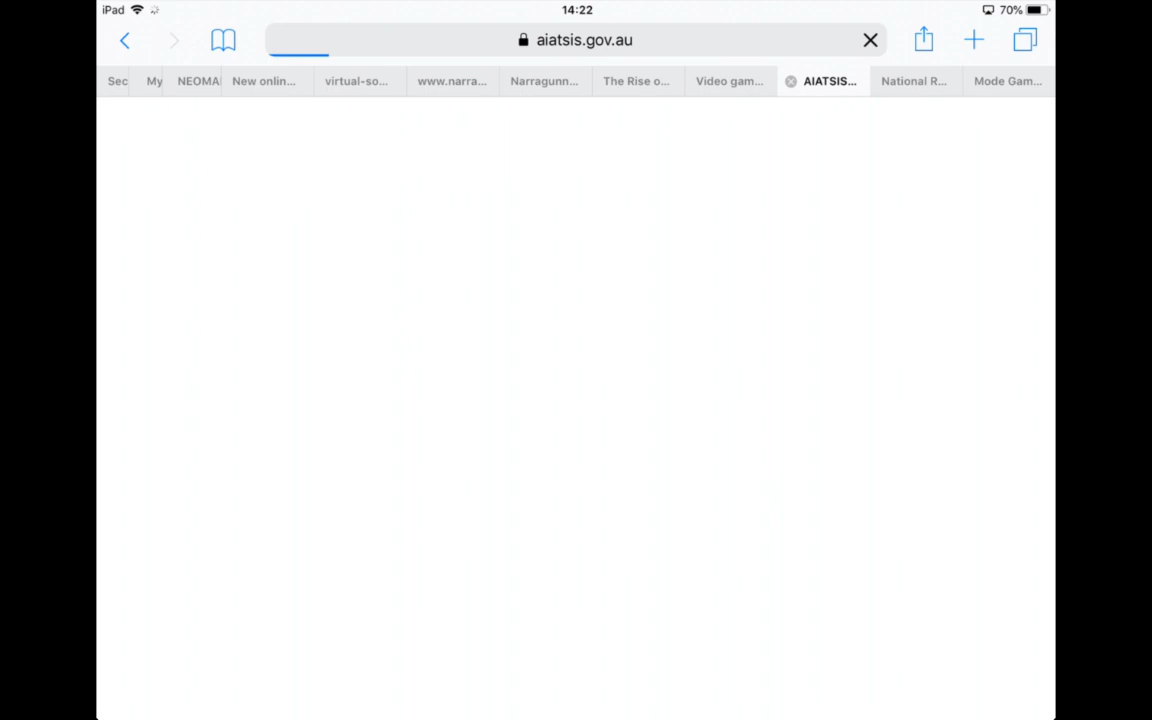 iPad 14:22 70%
aiatsis.gov.au
Sec My NEOMA New onlin... virtual-so... www.narra... Narragunn... The Rise o... Video gam... AIATSIS... National R... Mode Gam...